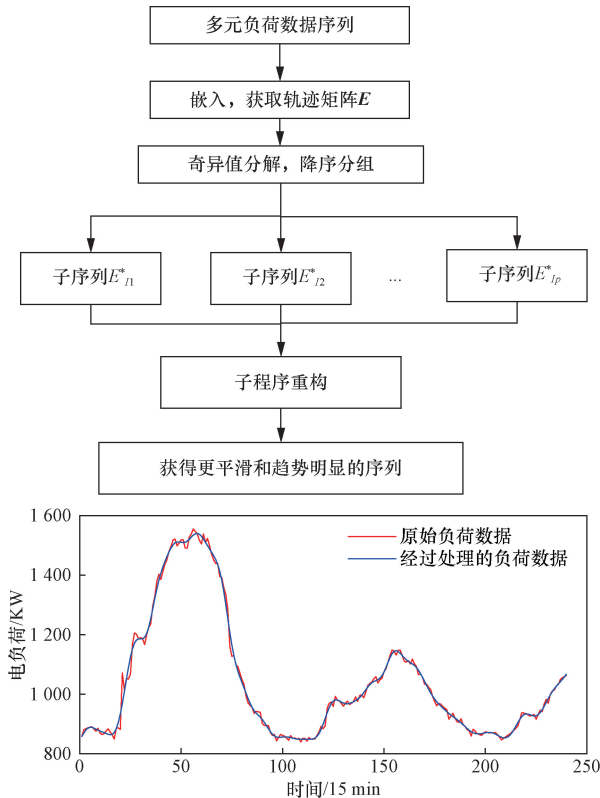 多元负荷数据序列
嵌入，获取轨迹矩阵E
奇异值分解，降序分组
子序列E*I1
子序列E*I2
...
子序列E*Ip
子程序重构
获得更平滑和趋势明显的序列
1 600
1 400
1 200
1 000
800
电负荷/KW
原始负荷数据
经过处理的负荷数据
0
50
100
150
200
250
时间/15 min